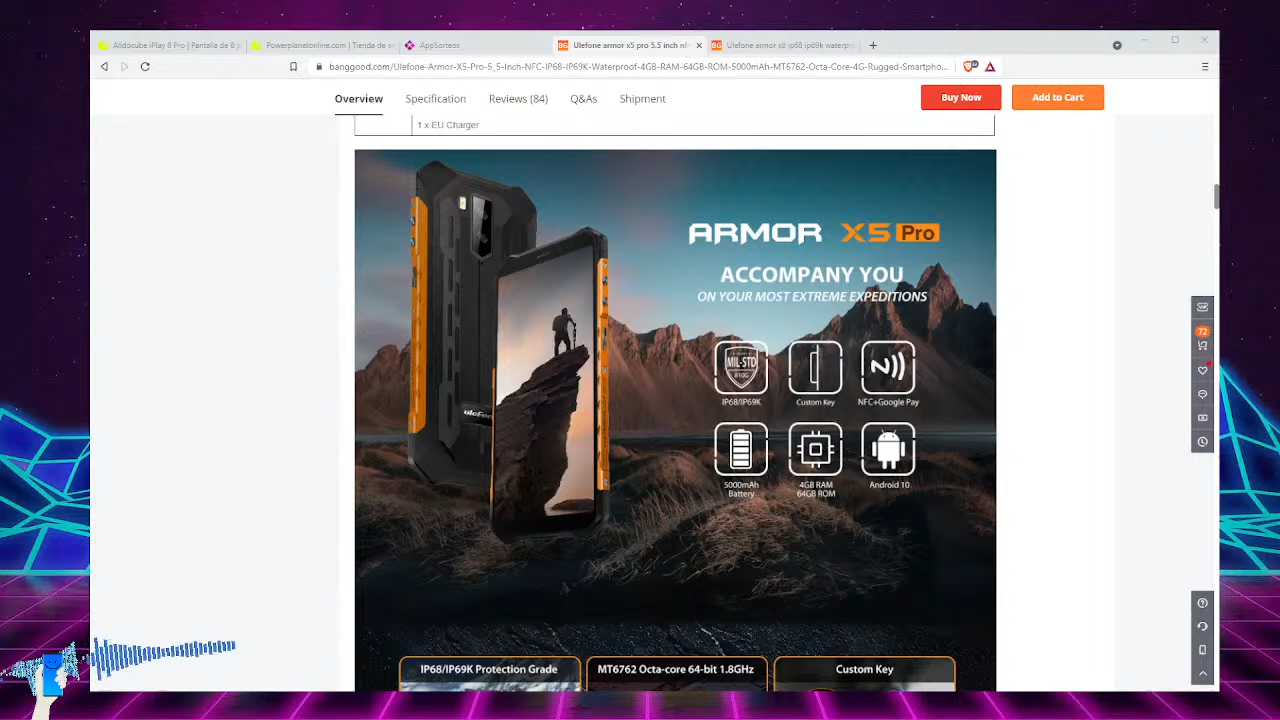 Alldocube iPlay 8 Pro | Pantalla de 8 p
Powerplanetonline.com | Tienda de s
AppSorteos
BG Ulefone armor x5 pro 5.5 inch nf
BG Ulefone armor x8 ip68 ip69k waterpr
banggood.com/Ulefone-Armor-X5-Pro-5_5-Inch-NFC-IP68-IP69K-Waterproof-4GB-RAM-64GB-ROM-5000mAh-MT6762-Octa-Core-4G-Rugged-Smartpho...
Overview
Specification
Reviews (84)
Q&As
Shipment
Buy Now
Add to Cart
1 x EU Charger
ARMOR X5 Pro
ACCOMPANY YOU
ON YOUR MOST EXTREME EXPEDITIONS
MIL-STD
810G
IP68/IP69K
Custom Key
NFC+Google Pay
5000mAh
Battery
4GB RAM
64GB ROM
Android 10
72
IP68/IP69K Protection Grade
MT6762 Octa-core 64-bit 1.8GHz
Custom Key